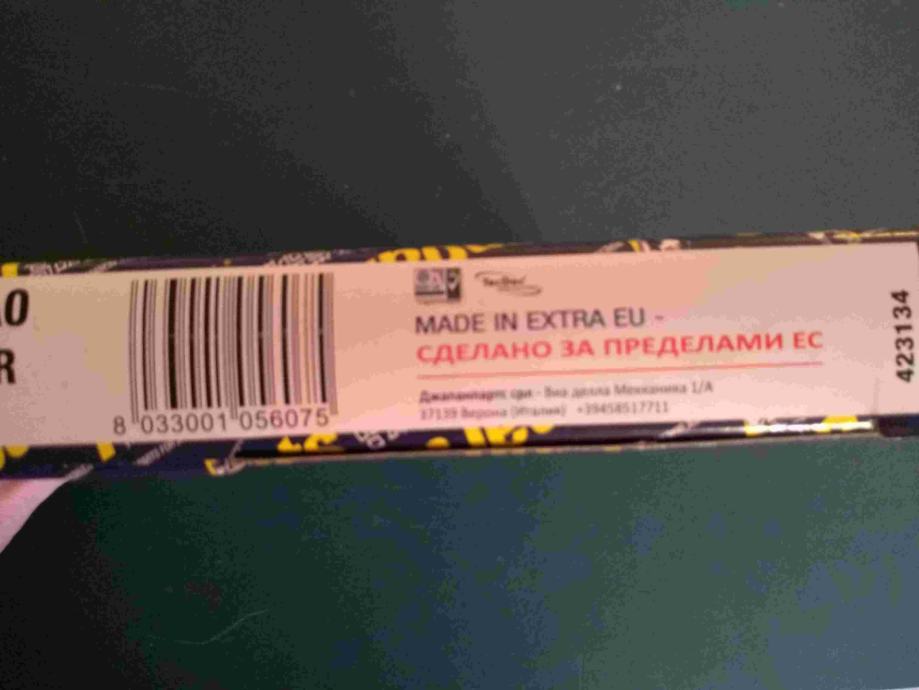 R
8 033001 056075
TecDoc
MADE IN EXTRA EU -
СДЕЛАНО ЗА ПРЕДЕЛАМИ ЕС
Джапанпартс срл - Виа делла Мекканика 1/А
37139 Верона (Италия) +39458517711
423134